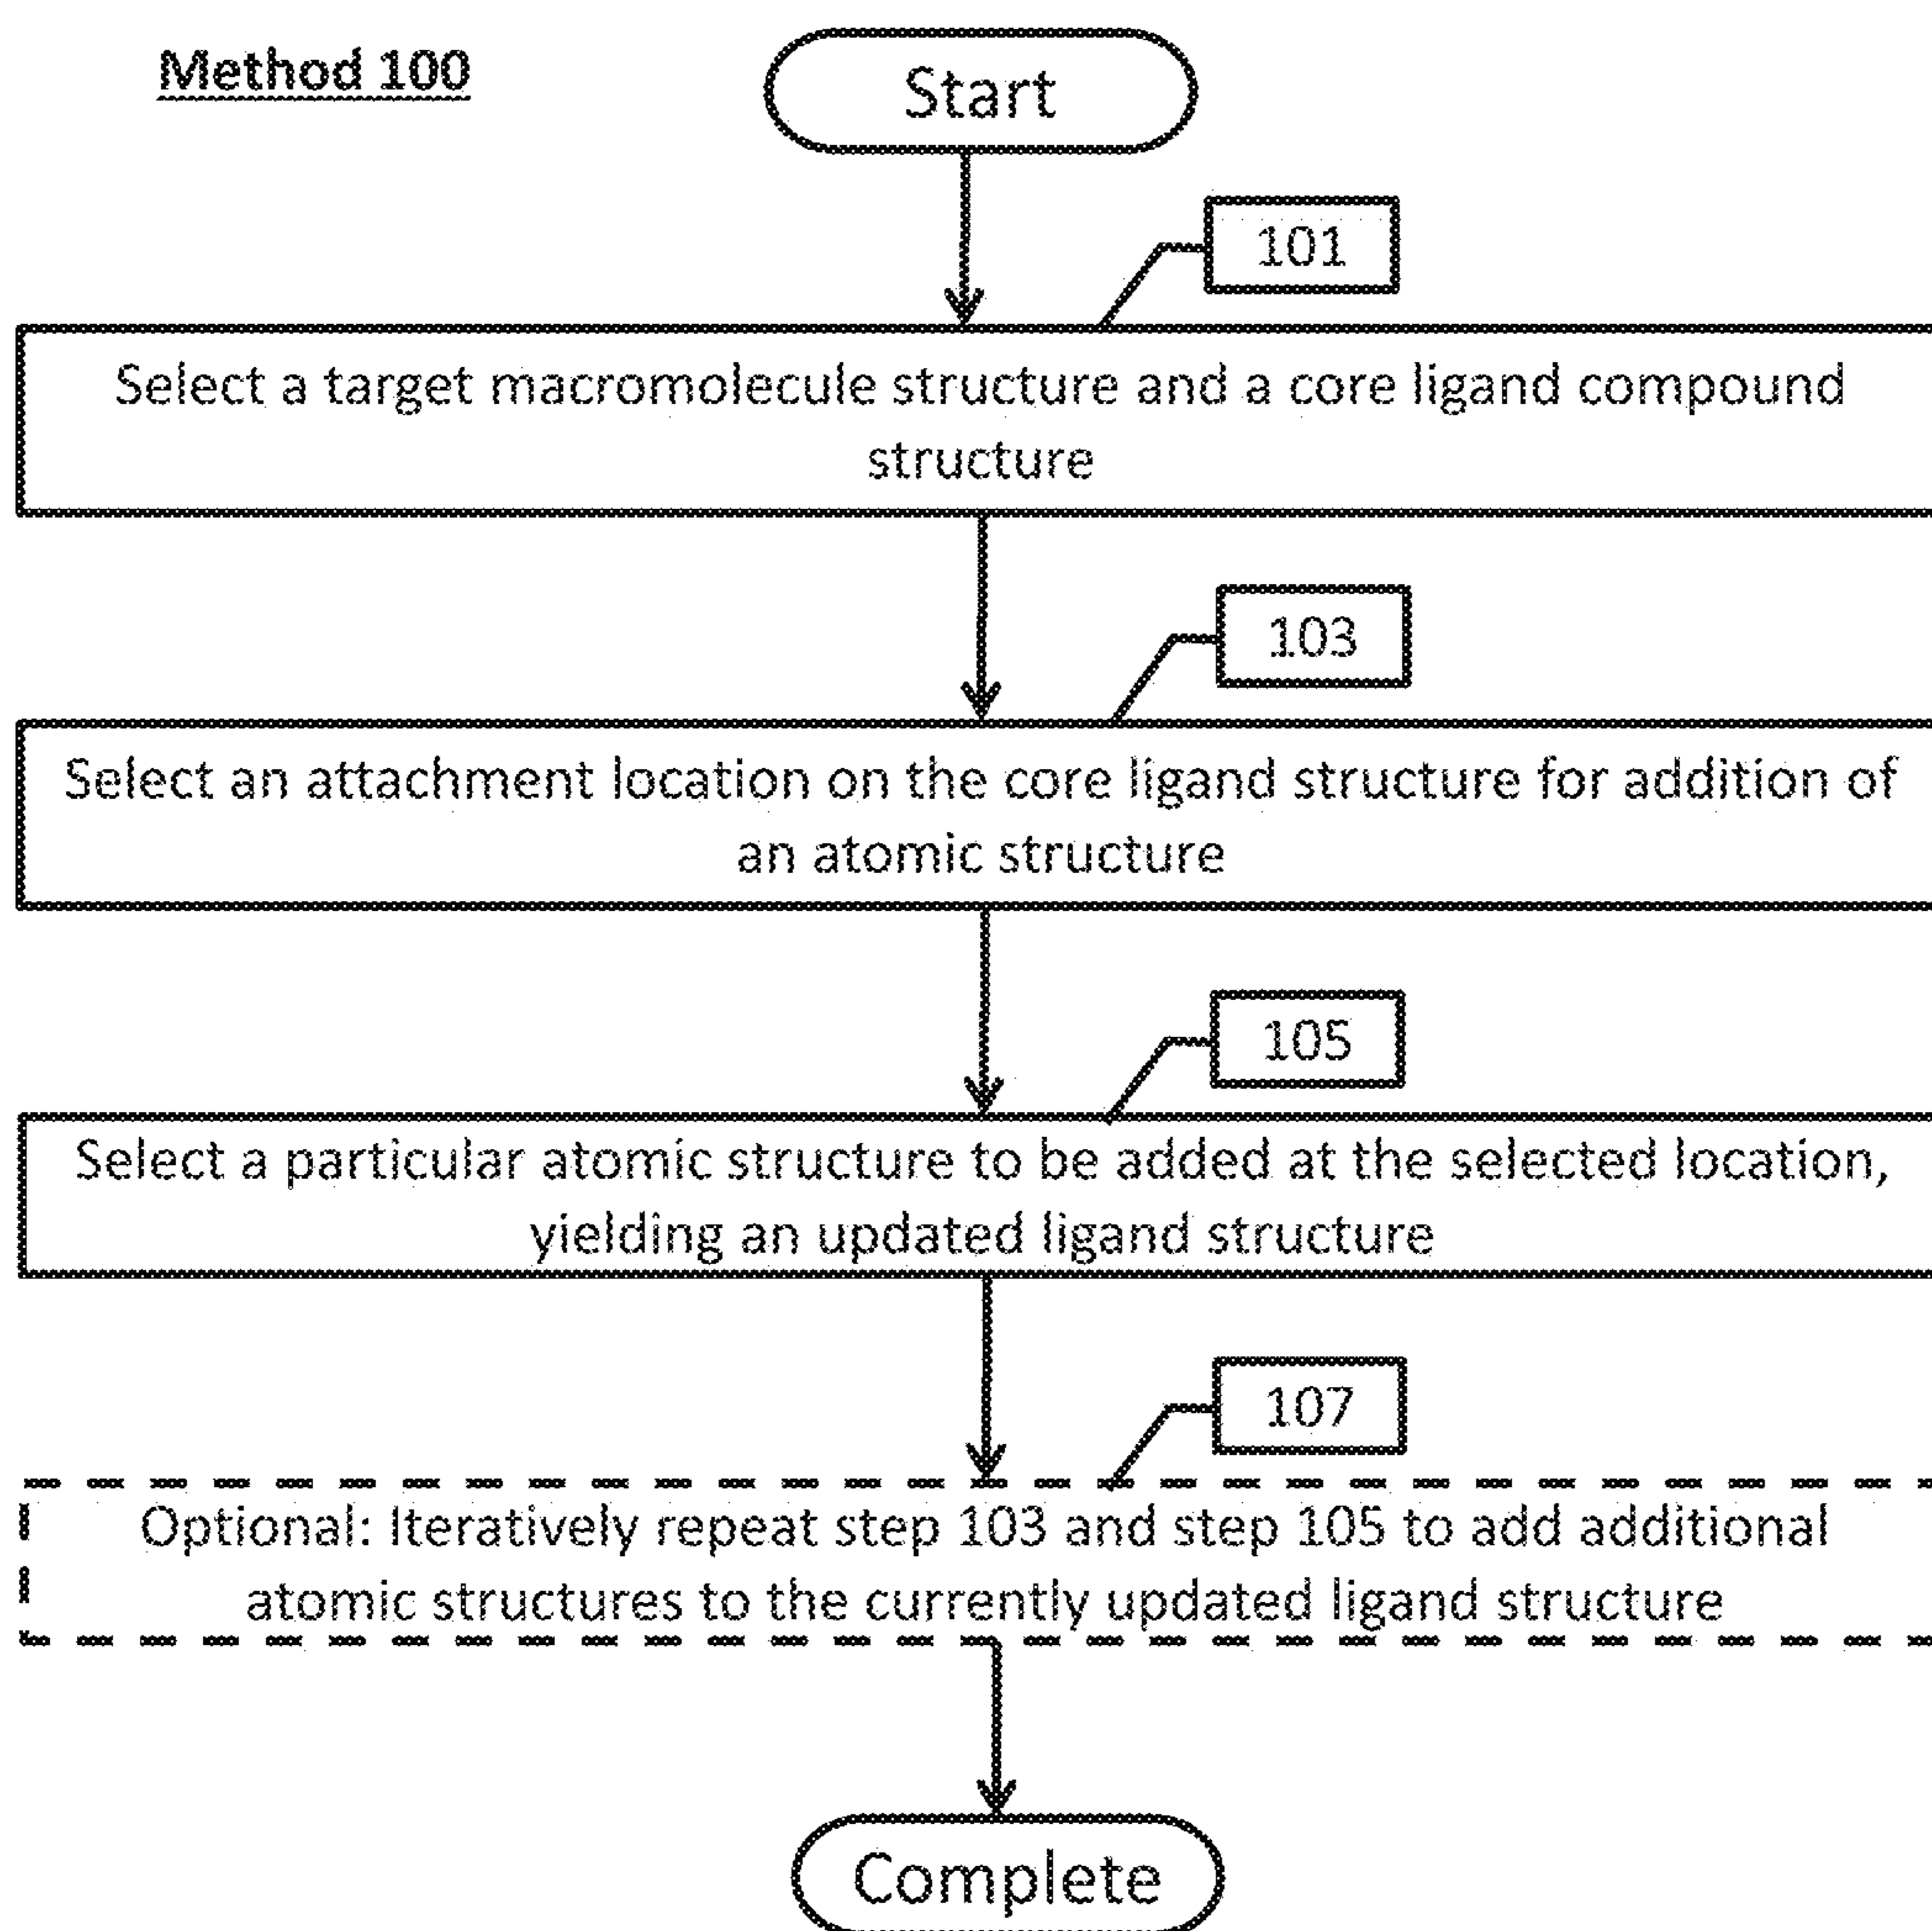 Method 100
Start
101
Select a target macromolecule structure and a core ligand compound
structure
103
Select an attachment location on the core ligand structure for addition of
an atomic structure
105
Select a particular atomic structure to be added at the selected location,
yielding an updated ligand structure
107
Optional: Iteratively repeat step 103 and step 105 to add additional
atomic structures to the currently updated ligand structure
Complete